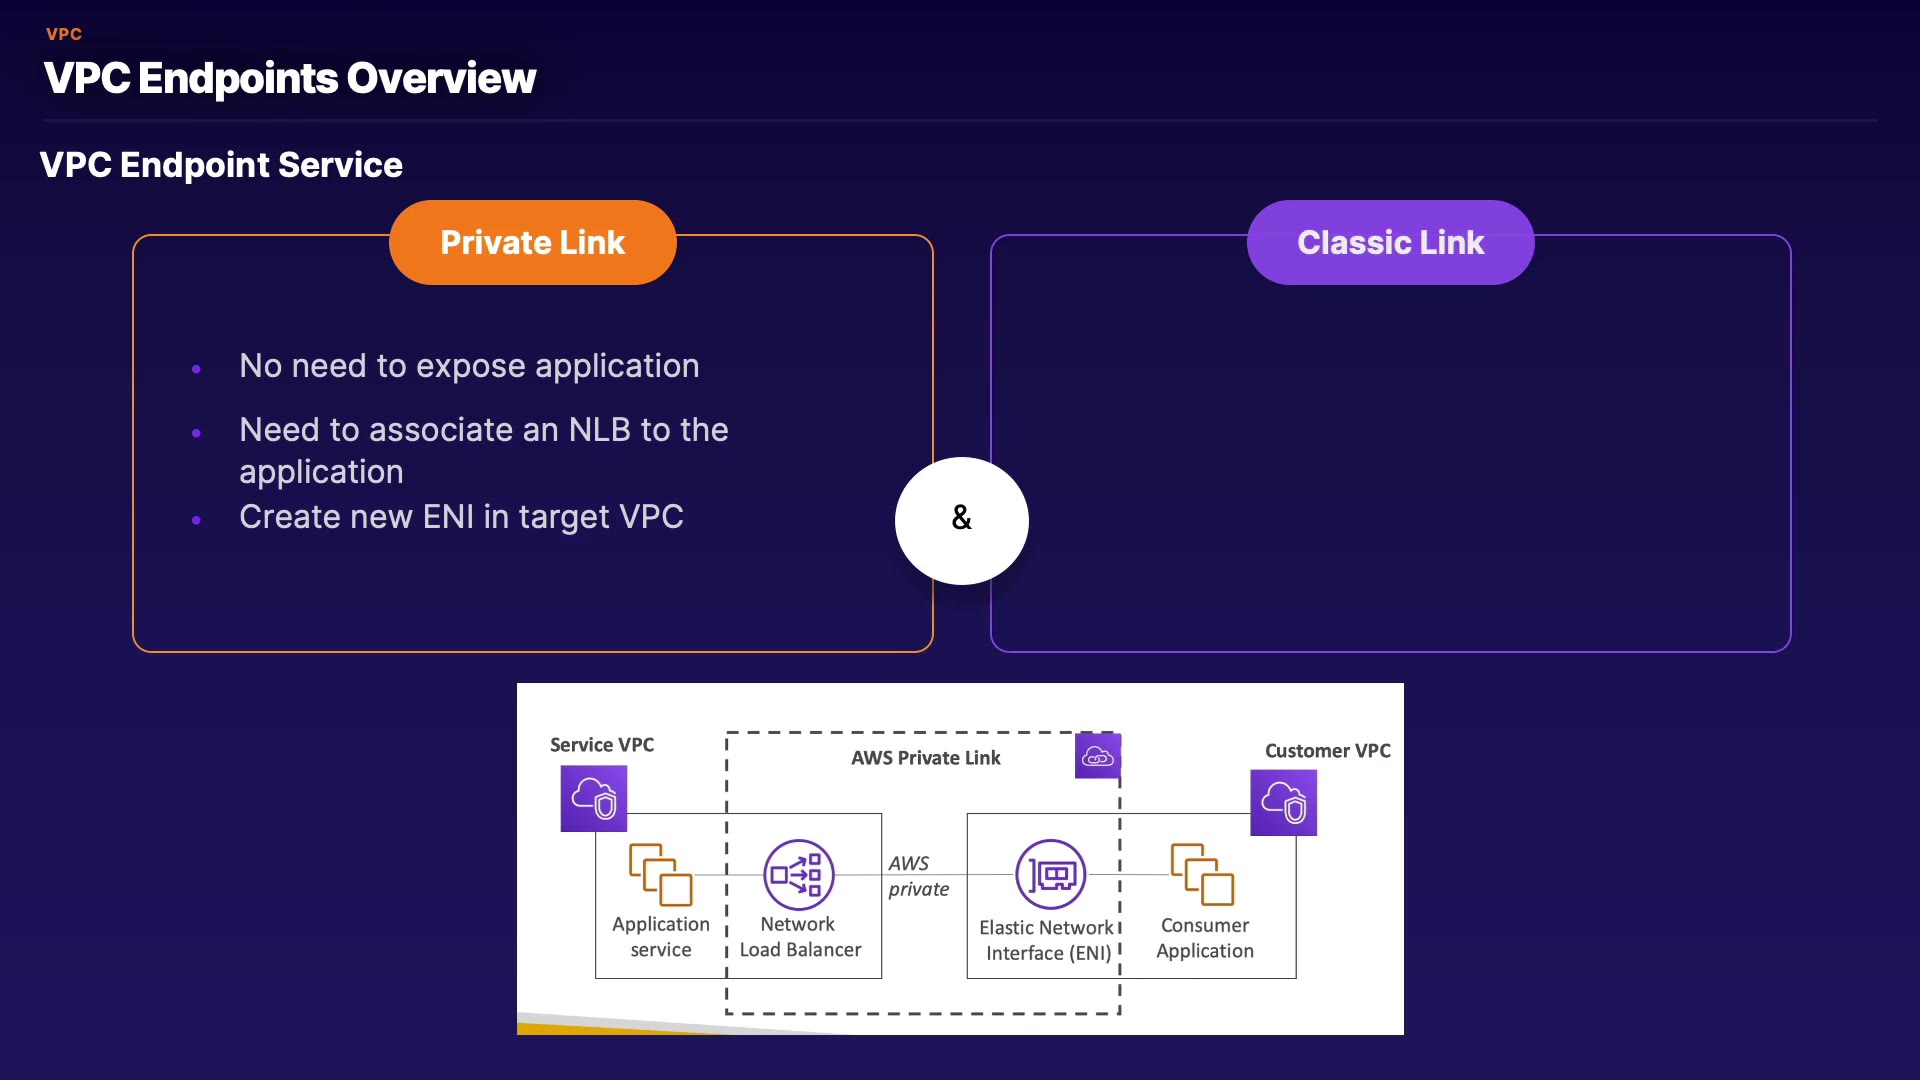 VPC
VPC Endpoints Overview
VPC Endpoint Service
Private Link
No need to expose application
Need to associate an NLB to the
application
Create new ENI in target VPC
&
Classic Link
Service VPC
AWS Private Link
Customer VPC
AWS
private
Application
service
Network
Load Balancer
Elastic Network
Interface (ENI)
Consumer
Application